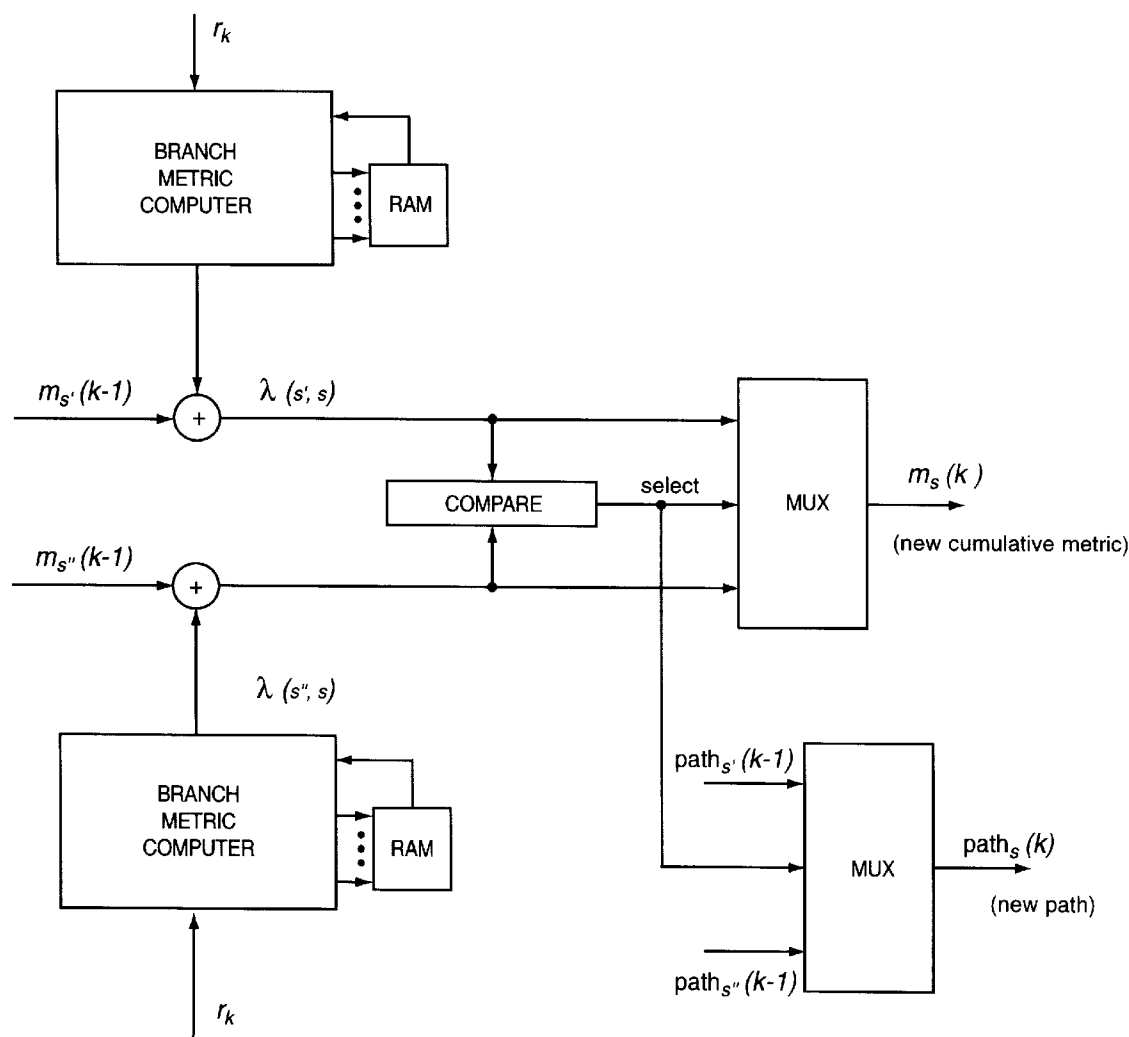 r_k
BRANCH
METRIC
COMPUTER
RAM
m_s' (k-1)
+
λ (s', s)
COMPARE
select
MUX
m_s (k )
(new cumulative metric)
m_s'' (k-1)
+
λ (s'', s)
BRANCH
METRIC
COMPUTER
RAM
r_k
path_s' (k-1)
MUX
path_s (k)
(new path)
path_s'' (k-1)